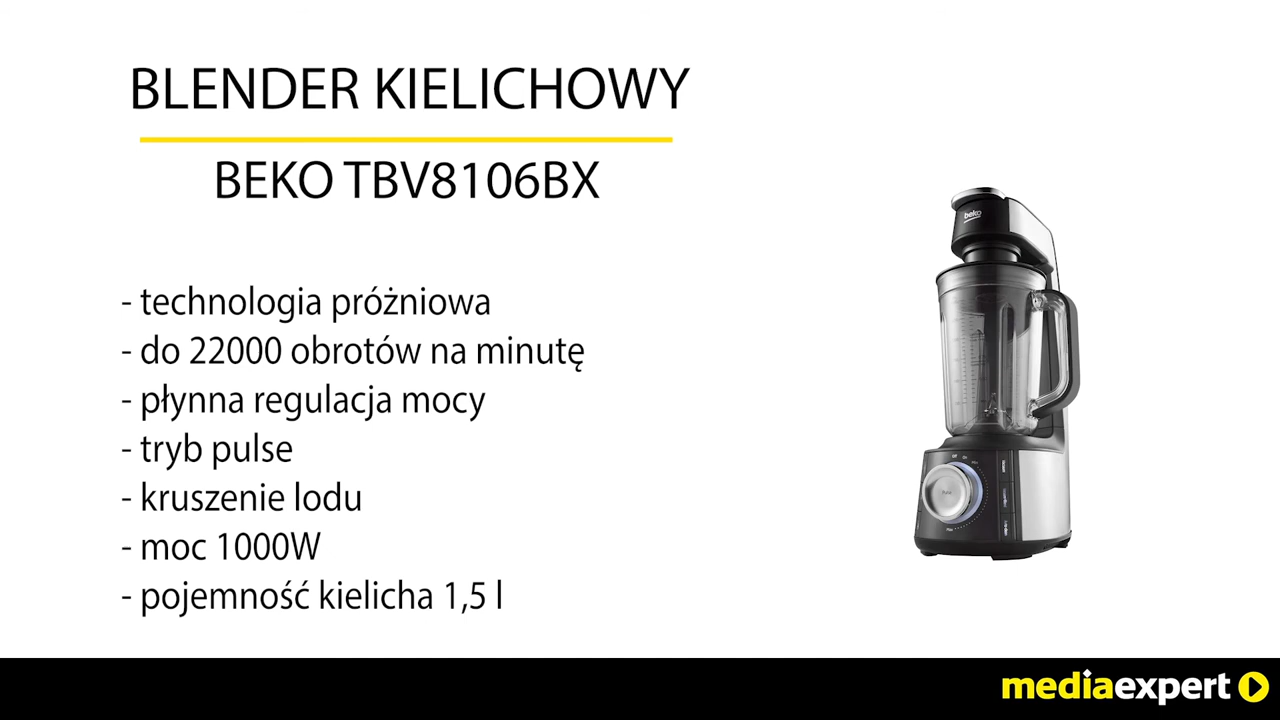 BLENDER KIELICHOWY
BEKO TBV8106BX
- technologia próżniowa
- do 22000 obrotów na minutę
- płynna regulacja mocy
- tryb pulse
- kruszenie lodu
- moc 1000W
- pojemność kielicha 1,5 l
beko
mediaexpert